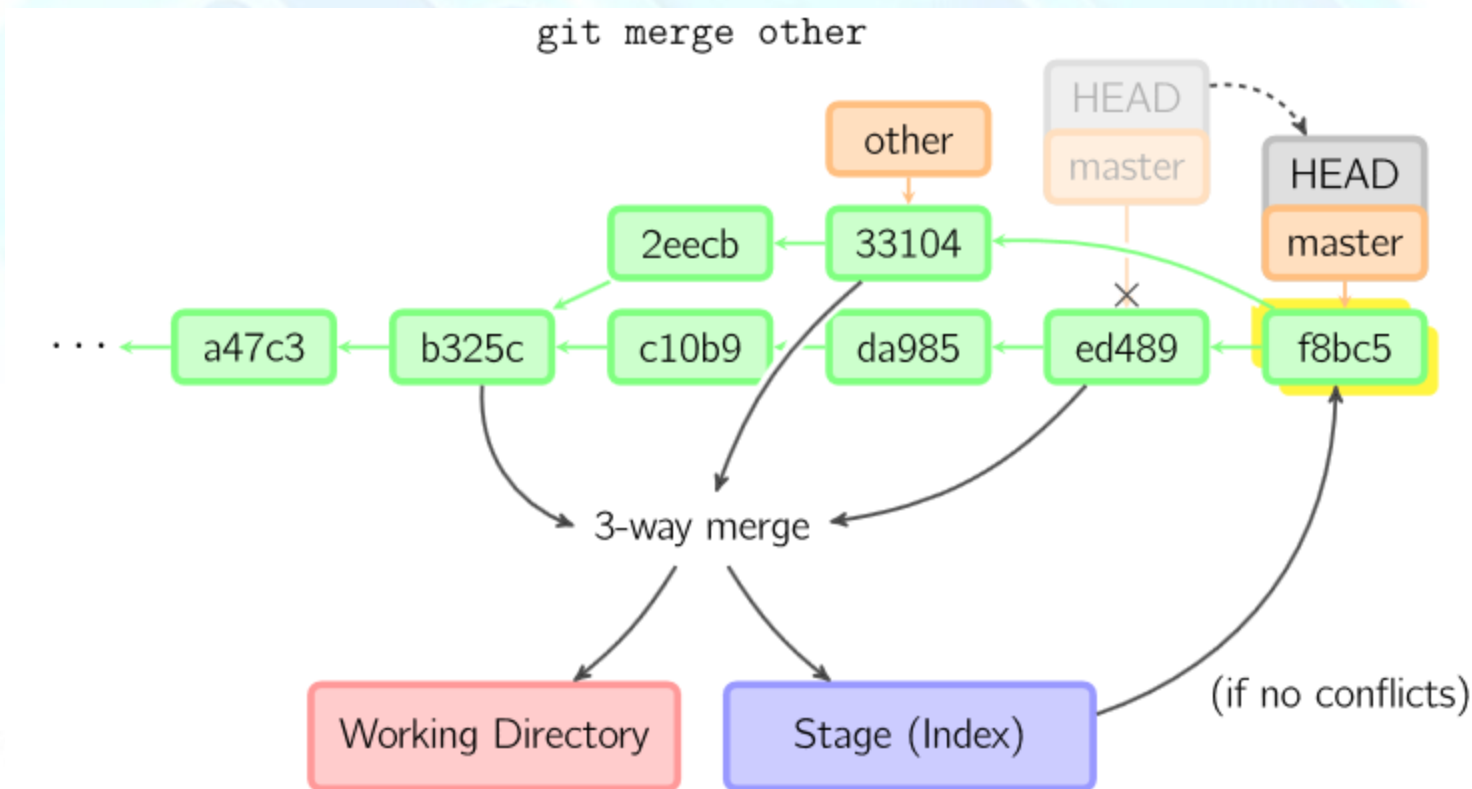 git merge other
HEAD
master
other
HEAD
master
2eecb
33104
... a47c3
b325c
c10b9
da985
ed489
f8bc5
3-way merge
(if no conflicts)
Working Directory
Stage (Index)